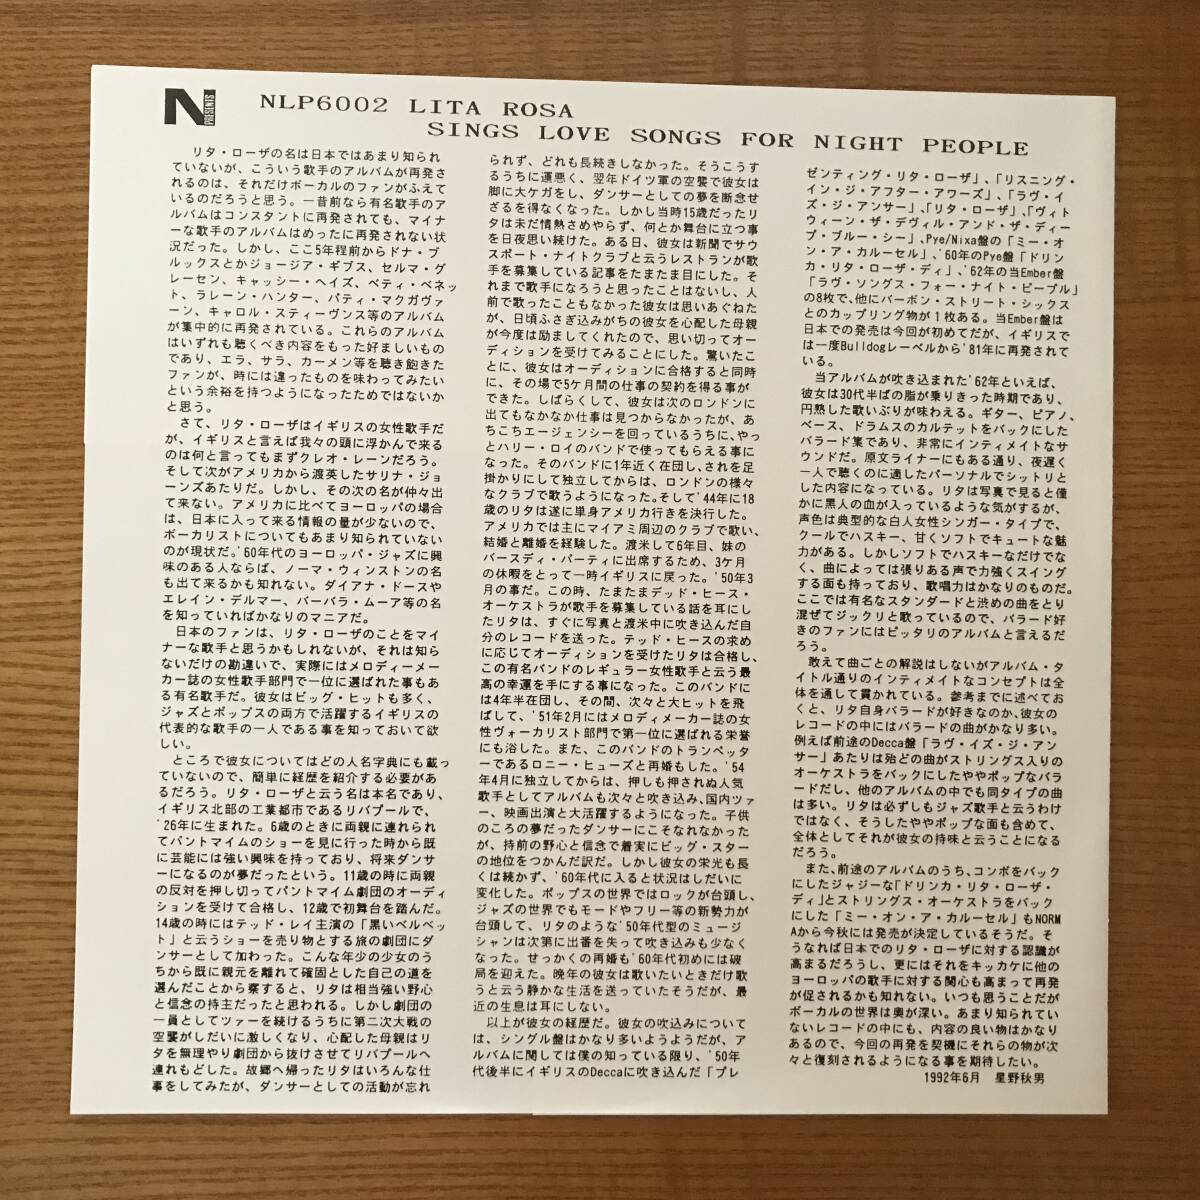 N PRESENTS
NLP6002 LITA ROSA
SINGS LOVE SONGS FOR NIGHT PEOPLE
リタ・ローザの名は日本ではあまり知られ
ていないが、こういう歌手のアルバムが再発さ
れるのは、それだけボーカルのファンがふえて
いるのだろうと思う。一昔前なら有名歌手のア
ルバムはコンスタントに再発されても、マイナ
ーな歌手のアルバムはめったに再発されない状
況だった。しかし、ここ5年程前からドナ・ブ
ルックスとかジョージア・ギブス、セルマ・グ
レーセン、キャッシー・ヘイズ、ベティ・ベネッ
ト、ラレーン・ハンター、パティ・マクガヴァ
ーン、キャロル・スティーヴンス等のアルバム
が集中的に再発されている。これらのアルバム
はいずれも聴くべき内容をもった好ましいもの
であり、エラ、サラ、カーメン等を聴き飽きた
ファンが、時には違ったものを味わってみたい
という余裕を持つようになったためではないか
と思う。
さて、リタ・ローザはイギリスの女性歌手だ
が、イギリスと言えば我々の頭に浮かんで来る
のは何と言ってもまずクレオ・レーンだろう。
そして次がアメリカから渡英したサリナ・ジョ
ーンズあたりだ。しかし、その次の名が仲々出
て来ない。アメリカに比べてヨーロッパの場合
は、日本に入って来る情報の量が少ないので、
ボーカリストについてもあまり知られていない
のが現状だ。'60年代のヨーロッパ・ジャズに興
味のある人ならば、ノーマ・ウィンストンの名
も出て来るかも知れない。ダイアナ・ドースや
エレイン・デルマー、バーバラ・ムーア等の名
を知っていればかなりのマニアだ。
日本のファンは、リタ・ローザのことをマイ
ナーな歌手と思うかもしれないが、それは知ら
ないだけの勘違いで、実際にはメロディーメー
カー誌の女性歌手部門で一位に選ばれた事もあ
る有名歌手だ。彼女はビッグ・ヒットも多く、
ジャズとポップスの両方で活躍するイギリスの
代表的な歌手の一人である事を知っておいて欲
しい。
ところで彼女についてはどの人名字典にも載っ
ていないので、簡単に経歴を紹介する必要があ
るだろう。リタ・ローザと云う名は本名であり、
イギリス北部の工業都市であるリバプールで、
'26年に生まれた。6歳のときに両親に連れられ
てパントマイムのショーを見に行った時から既
に芸能には強い興味を持っており、将来ダンサ
ーになるのが夢だったという。11歳の時に両親
の反対を押し切ってパントマイム劇団のオーディ
ションを受けて合格し、12歳で初舞台を踏んだ。
14歳の時にはテッド・レイ主演の「黒いベルベッ
ト」と云うショーを売り物とする旅の劇団にダ
ンサーとして加わった。こんな年少の少女のう
ちから既に親元を離れて確固とした自己の道を
選んだことから察すると、リタは相当強い野心
と信念の持主だったと思われる。しかし劇団の
一員としてツァーを続けるうちに第二次大戦の
空襲がしだいに激しくなり、心配した母親はリ
タを無理やり劇団から抜けさせてリバプールへ
連れもどした。故郷へ帰ったリタはいろんな仕
事をしてみたが、ダンサーとしての活動が忘れ
られず、どれも長続きしなかった。そうこうす
るうちに運悪く、翌年ドイツ軍の空襲で彼女は
脚に大ケガをし、ダンサーとしての夢を断念せ
ざるを得なくなった。しかし当時15歳だったリ
タは未だ情熱さめやらず、何とか舞台に立つ事
を日夜思い続けた。ある日、彼女は新聞でサウ
スポート・ナイトクラブと云うレストランが歌
手を募集している記事をたまたま目にした。そ
れまで歌手になろうと思ったことはないし、人
前で歌ったこともなかった彼女は思いあぐねた
が、日頃ふさぎ込みがちの彼女を心配した母親
が今度は励ましてくれたので、思い切ってオー
ディションを受けてみることにした。驚いたこ
とに、彼女はオーディションに合格すると同時
に、その場で5ケ月間の仕事の契約を得る事が
できた。しばらくして、彼女は次のロンドンに
出てもなかなか仕事は見つからなかったが、あ
ちこちエージェンシーを回っているうちに、やっ
とハリー・ロイのバンドで使ってもらえる事に
なった。そのバンドに1年近く在団し、それを足
掛かりにして独立してからは、ロンドンの様々
なクラブで歌うようになった。そして'44年に18
歳のリタは遂に単身アメリカ行きを決行した。
アメリカでは主にマイアミ周辺のクラブで歌い、
結婚と離婚を経験した。渡米して6年目、妹の
バースディ・パーティに出席するため、3ケ月
の休暇をとって一時イギリスに戻った。'50年3
月の事だ。この時、たまたまテッド・ヒース・
オーケストラが歌手を募集している話を耳にし
たリタは、すぐに写真と渡米中に吹き込んだ自
分のレコードを送った。テッド・ヒースの求め
に応じてオーディションを受けたリタは合格し、
この有名バンドのレギュラー女性歌手と云う最
高の幸運を手にする事になった。このバンドに
は4年半在団し、その間、次々と大ヒットを飛
ばして、'51年2月にはメロディメーカー誌の女
性ヴォーカリスト部門で第一位に選ばれる栄誉
にも浴した。また、このバンドのトランペッタ
ーであるロニー・ヒューズと再婚もした。'54
年4月に独立してからは、押しも押されぬ人気
歌手としてアルバムも次々と吹き込み、国内ツァ
ー、映画出演と大活躍するようになった。子供
のころの夢だったダンサーにこそなれなかった
が、持前の野心と信念で着実にビッグ・スター
の地位をつかんだ訳だ。しかし彼女の栄光も長
くは続かず、'60年代に入ると状況はしだいに
変化した。ポップスの世界ではロックが台頭し、
ジャズの世界でもモードやフリー等の新勢力が
台頭して、リタのような'50年代型のミュージ
シャンは次第に出番を失って吹き込みも少なく
なった。せっかくの再婚も'60年代初めには破
局を迎えた。晩年の彼女は歌いたいときだけ歌
うと云う静かな生活を送っていたそうだが、最
近の生息は耳にしない。
以上が彼女の経歴だ。彼女の吹込みについて
は、シングル盤はかなり多いようようだが、ア
ルバムに関しては僕の知っている限り、'50年
代後半にイギリスのDeccaに吹き込んだ「プレ
ゼンティング・リタ・ローザ」、「リスニング・
イン・ジ・アフター・アワーズ」、「ラヴ・イ
ズ・ジ・アンサー」、「リタ・ローザ」、「ヴィト
ウィーン・ザ・デヴィル・アンド・ザ・ディー
プ・ブルー・シー」、Pye/Nixa盤の「ミー・オ
ン・ア・カルーセル」、'60年のPye盤「ドリン
カ・リタ・ローザ・ディ」、'62年の当Ember盤
「ラヴ・ソングス・フォー・ナイト・ピープル」
の8枚で、他にバーボン・ストリート・シックス
とのカップリング物が1枚ある。当Ember盤は
日本での発売は今回が初めてだが、イギリスで
は一度Bulldogレーベルから'81年に再発されて
いる。
当アルバムが吹き込まれた'62年といえば、
彼女は30代半ばの脂が乗りきった時期であり、
円熟した歌いぶりが味わえる。ギター、ピアノ、
ベース、ドラムスのカルテットをバックにした
バラード集であり、非常にインティメイトなサ
ウンドだ。原文ライナーにもある通り、夜遅く
一人で聴くのに適したパーソナルでシットリと
した内容になっている。リタは写真で見ると僅
かに黒人の血が入っているような気がするが、
声色は典型的な白人女性シンガー・タイプで、
クールでハスキー、甘くソフトでキュートな魅
力がある。しかしソフトでハスキーなだけでな
く、曲によっては張りある声で力強くスイング
する面も持っており、歌唱力はかなりのものだ。
ここでは有名なスタンダードと渋めの曲をとり
混ぜてジックリと歌っているので、バラード好
きのファンにはピッタリのアルバムと言えるだ
ろう。
敢えて曲ごとの解説はしないがアルバム・タ
イトル通りのインティメイトなコンセプトは全
体を通して貫かれている。参考までに述べてお
くと、リタ自身バラードが好きなのか、彼女の
レコードの中にはバラードの曲がかなり多い。
例えば前途のDecca盤「ラヴ・イズ・ジ・アン
サー」あたりは殆どの曲がストリングス入りの
オーケストラをバックにしたややポップなバラ
ードだし、他のアルバムの中でも同タイプの曲
は多い。リタは必ずしもジャズ歌手と云うわけ
ではなく、そうしたややポップな面も含めて、
全体としてそれが彼女の持味と云うことになる
だろう。
また、前途のアルバムのうち、コンボをバック
にしたジャジーな「ドリンカ・リタ・ローザ・
ディ」とストリングス・オーケストラをバック
にした「ミー・オン・ア・カルーセル」もNORM
Aから今秋には発売が決定しているそうだ。そ
うなれば日本でのリタ・ローザに対する認識が
高まるだろうし、更にはそれをキッカケに他の
ヨーロッパの歌手に対する関心も高まって再発
が促されるかも知れない。いつも思うことだが
ボーカルの世界は奥が深い。あまり知られてい
ないレコードの中にも、内容の良い物はかなり
あるので、今回の再発を契機にそれらの物が次
々と復刻されるようになる事を期待したい。
1992年6月 星野秋男